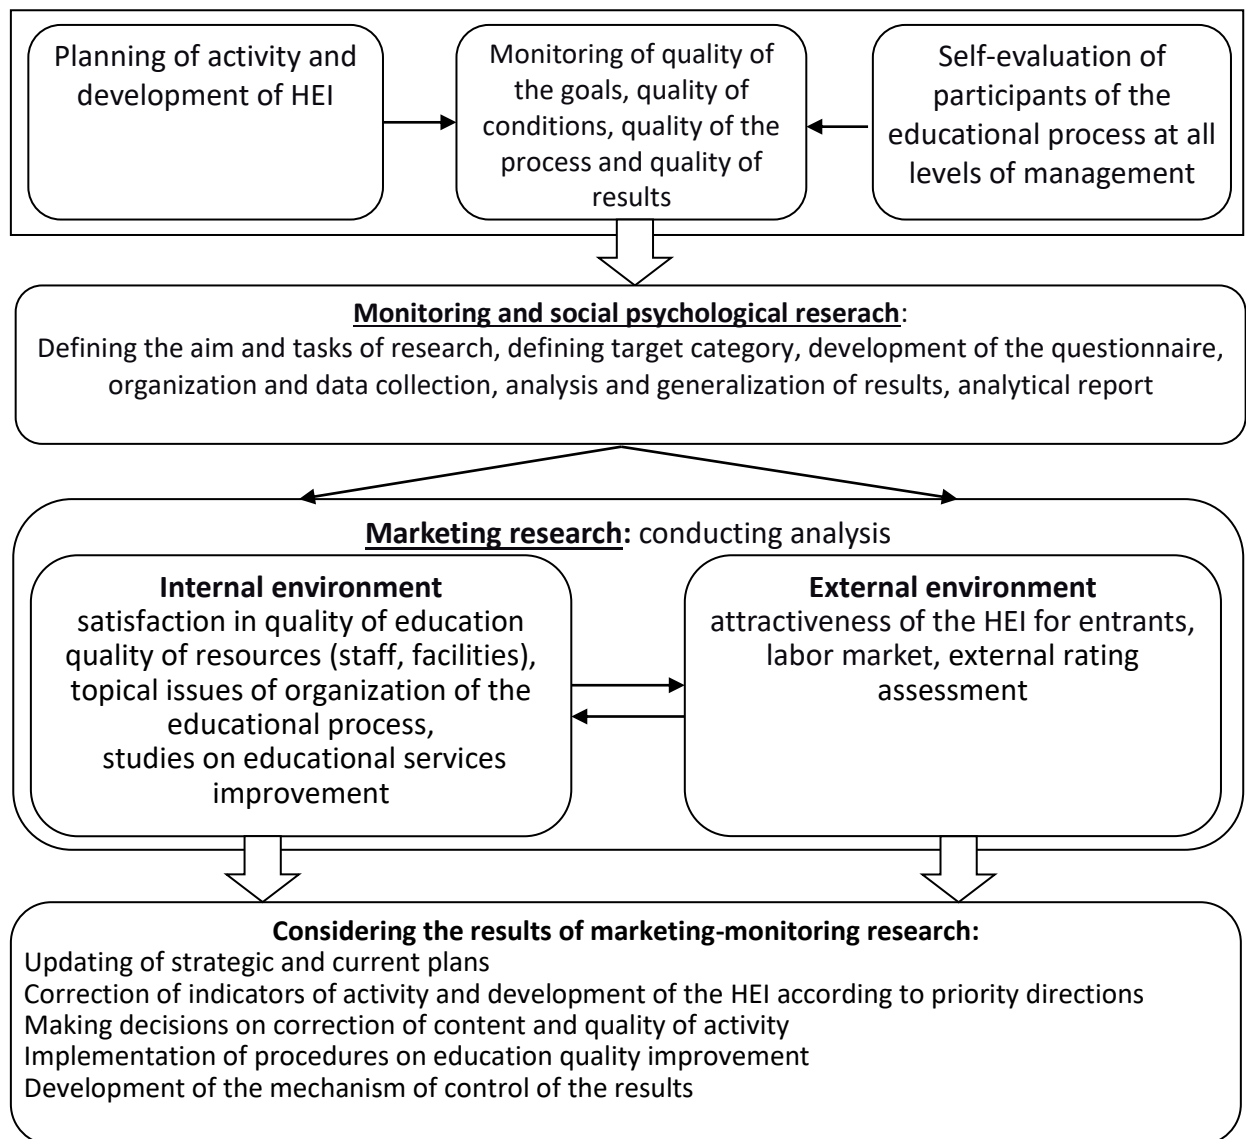 Planning of activity and
development of HEI
Monitoring of quality of
the goals, quality of
conditions, quality of the
process and quality of
results
Self-evaluation of
participants of the
educational process at all
levels of management
Monitoring and social psychological reserach:
Defining the aim and tasks of research, defining target category, development of the questionnaire,
organization and data collection, analysis and generalization of results, analytical report
Marketing research: conducting analysis
Internal environment
satisfaction in quality of education
quality of resources (staff, facilities),
topical issues of organization of the
educational process,
studies on educational services
improvement
External environment
attractiveness of the HEI for entrants,
labor market, external rating
assessment
Considering the results of marketing-monitoring research:
Updating of strategic and current plans
Correction of indicators of activity and development of the HEI according to priority directions
Making decisions on correction of content and quality of activity
Implementation of procedures on education quality improvement
Development of the mechanism of control of the results